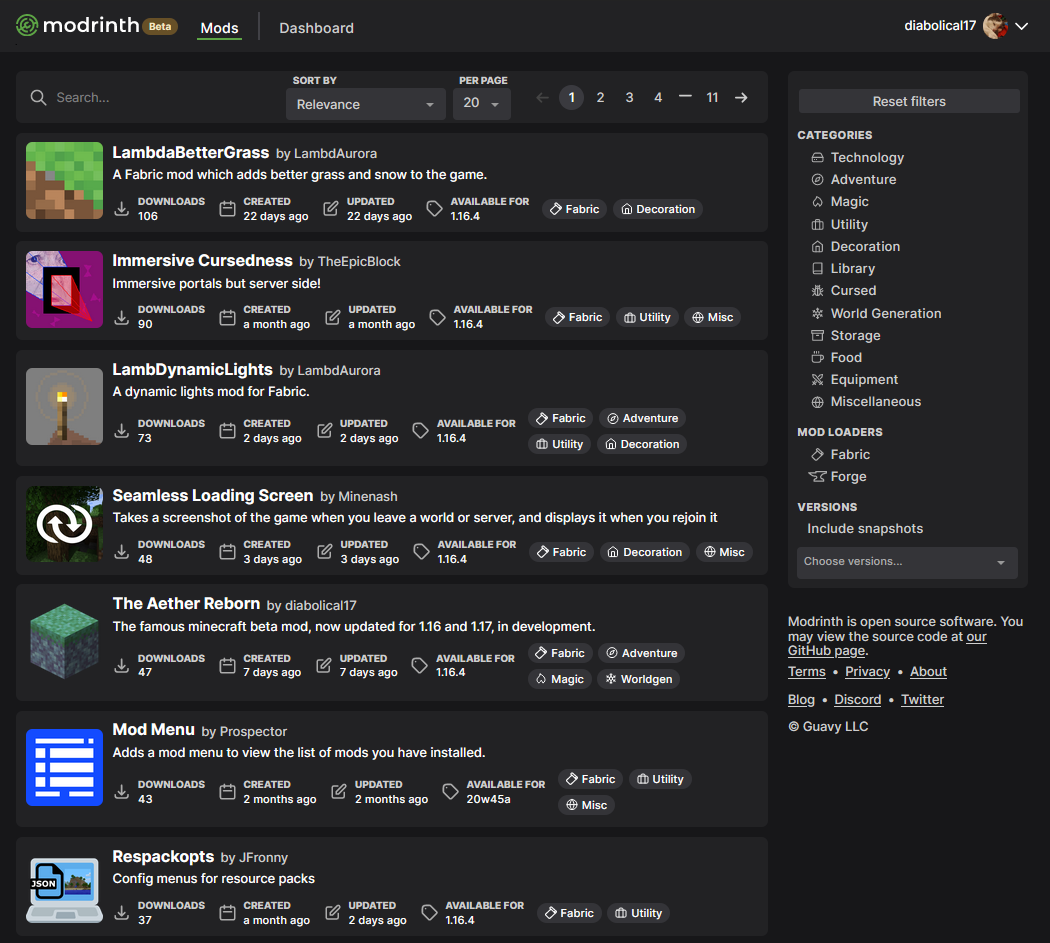 modrinth Beta Mods Dashboard diabolical17
Search... SORT BY Relevance PER PAGE 20 1 2 3 4 11
LambdaBetterGrass by LambdAurora
A Fabric mod which adds better grass and snow to the game.
DOWNLOADS CREATED UPDATED AVAILABLE FOR
106 22 days ago 22 days ago 1.16.4 Fabric Decoration
Immersive Cursedness by TheEpicBlock
Immersive portals but server side!
DOWNLOADS CREATED UPDATED AVAILABLE FOR
90 a month ago a month ago 1.16.4 Fabric Utility Misc
LambDynamicLights by LambdAurora
A dynamic lights mod for Fabric.
DOWNLOADS CREATED UPDATED AVAILABLE FOR
73 2 days ago 2 days ago 1.16.4
Fabric Adventure
Utility Decoration
Seamless Loading Screen by Minenash
Takes a screenshot of the game when you leave a world or server, and displays it when you rejoin it
DOWNLOADS CREATED UPDATED AVAILABLE FOR
48 3 days ago 3 days ago 1.16.4 Fabric Decoration Misc
The Aether Reborn by diabolical17
The famous minecraft beta mod, now updated for 1.16 and 1.17, in development.
DOWNLOADS CREATED UPDATED AVAILABLE FOR
47 7 days ago 7 days ago 1.16.4
Fabric Adventure
Magic Worldgen
Mod Menu by Prospector
Adds a mod menu to view the list of mods you have installed.
DOWNLOADS CREATED UPDATED AVAILABLE FOR
43 2 months ago 2 months ago 20w45a
Fabric Utility
Misc
JSON
Respackopts by JFronny
Config menus for resource packs
DOWNLOADS CREATED UPDATED AVAILABLE FOR
37 a month ago 2 days ago 1.16.4 Fabric Utility
Reset filters
CATEGORIES
Technology
Adventure
Magic
Utility
Decoration
Library
Cursed
World Generation
Storage
Food
Equipment
Miscellaneous
MOD LOADERS
Fabric
Forge
VERSIONS
Include snapshots
Choose versions...
Modrinth is open source software. You
may view the source code at our
GitHub page.
Terms • Privacy • About
Blog • Discord • Twitter
© Guavy LLC